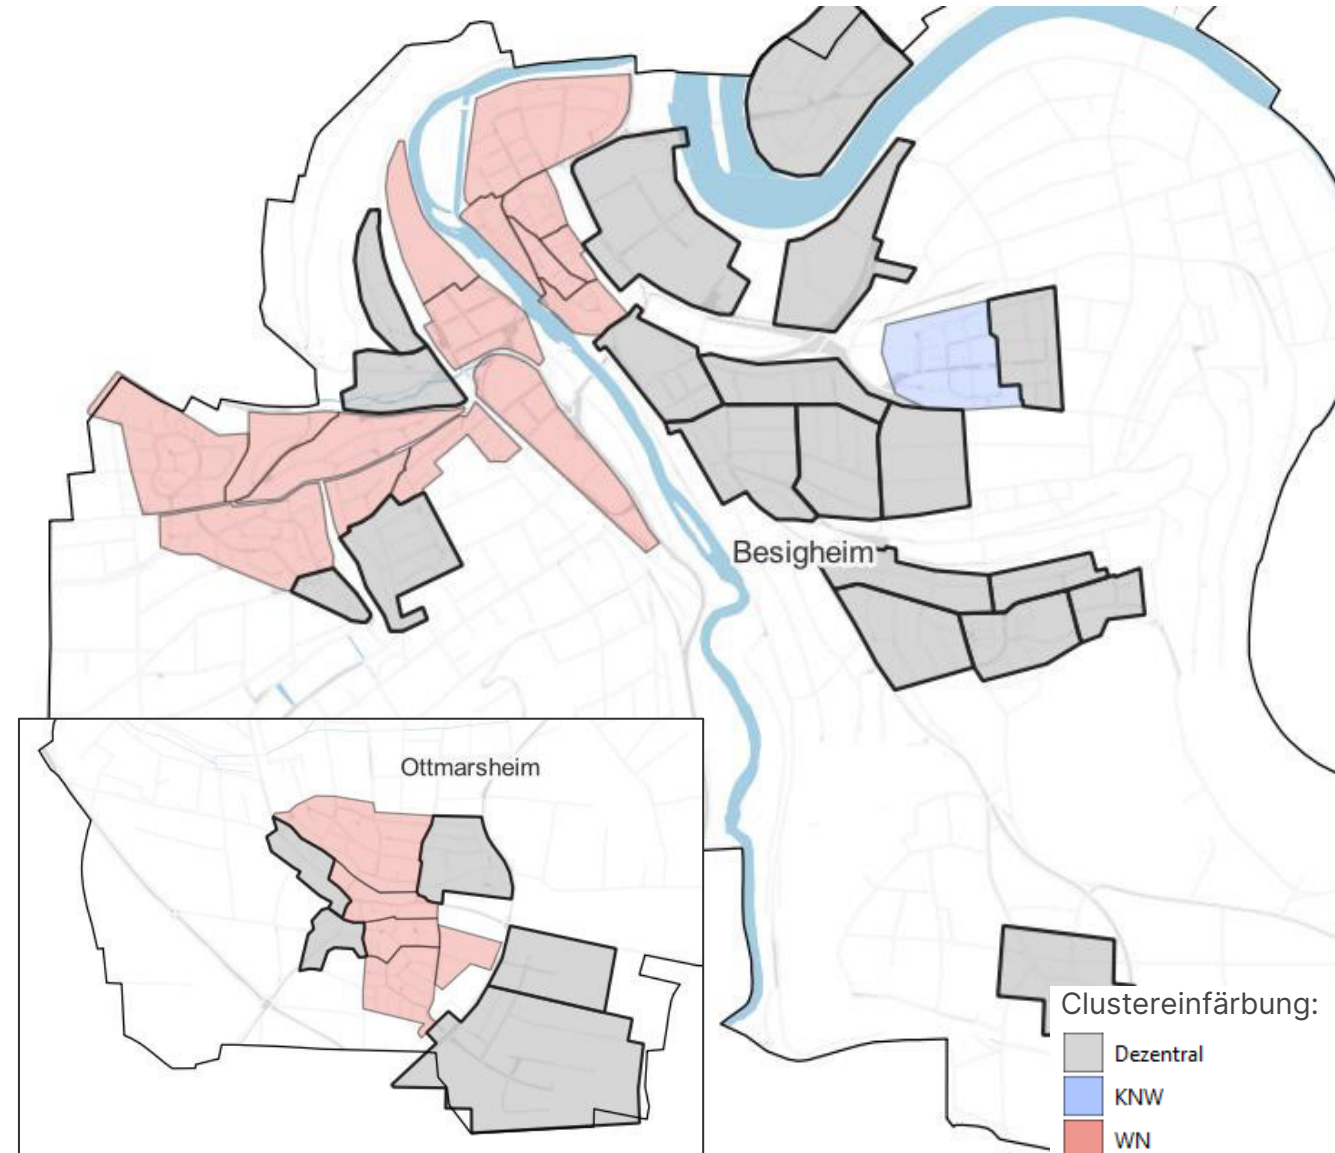 Besigheim
Ottmarsheim
Clustereinfärbung:
Dezentral
KNW
WN